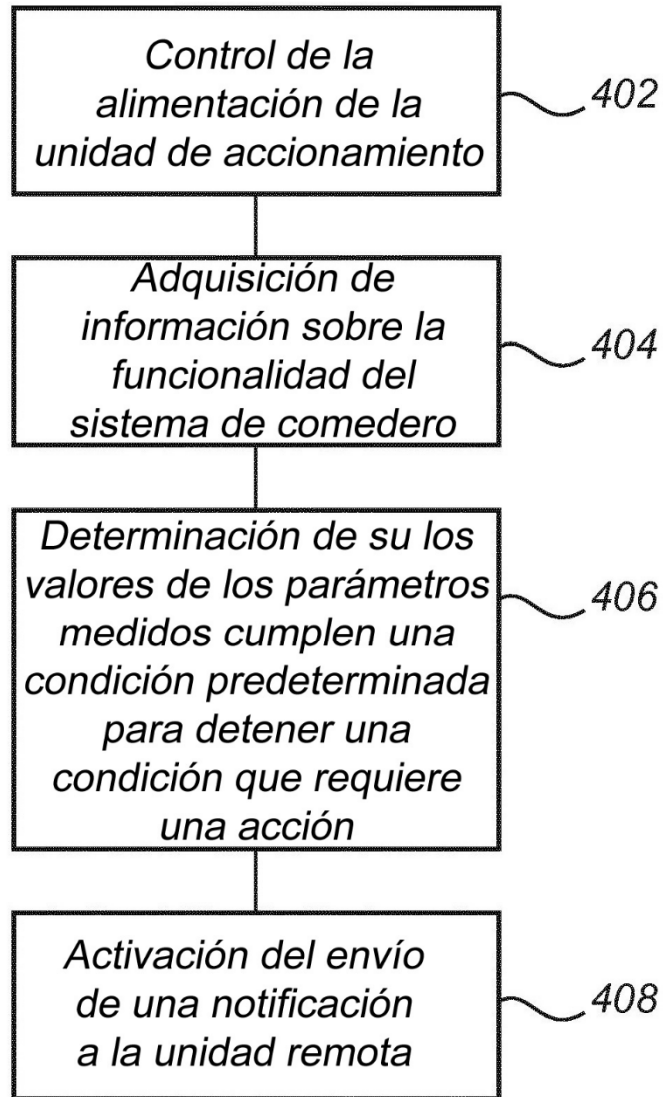 Control de la
alimentación de la
unidad de accionamiento
402
Adquisición de
información sobre la
funcionalidad del
sistema de comedero
404
Determinación de su los
valores de los parámetros
medidos cumplen una
condición predeterminada
para detener una
condición que requiere
una acción
406
Activación del envío
de una notificación
a la unidad remota
408